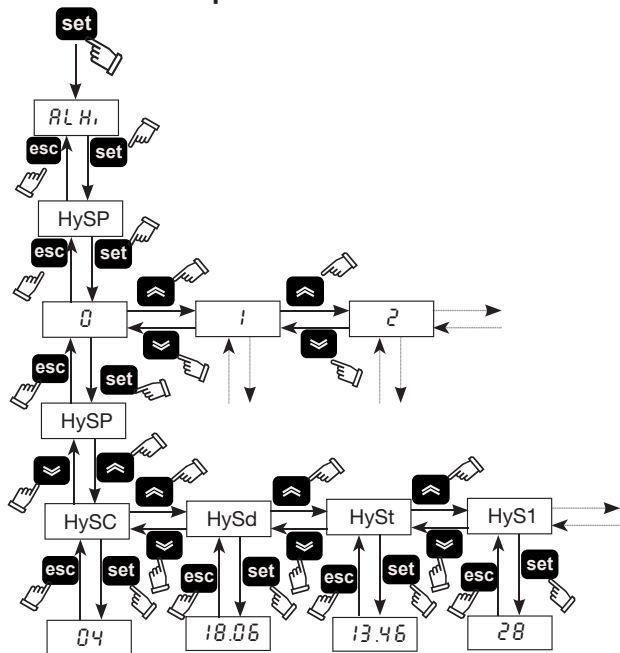 set
ALHi
esc set
HySP
esc set
0 1 2
esc set
HySP
HySC HySd HySt HyS1
esc set esc set esc set esc set
04 18.06 13.46 28